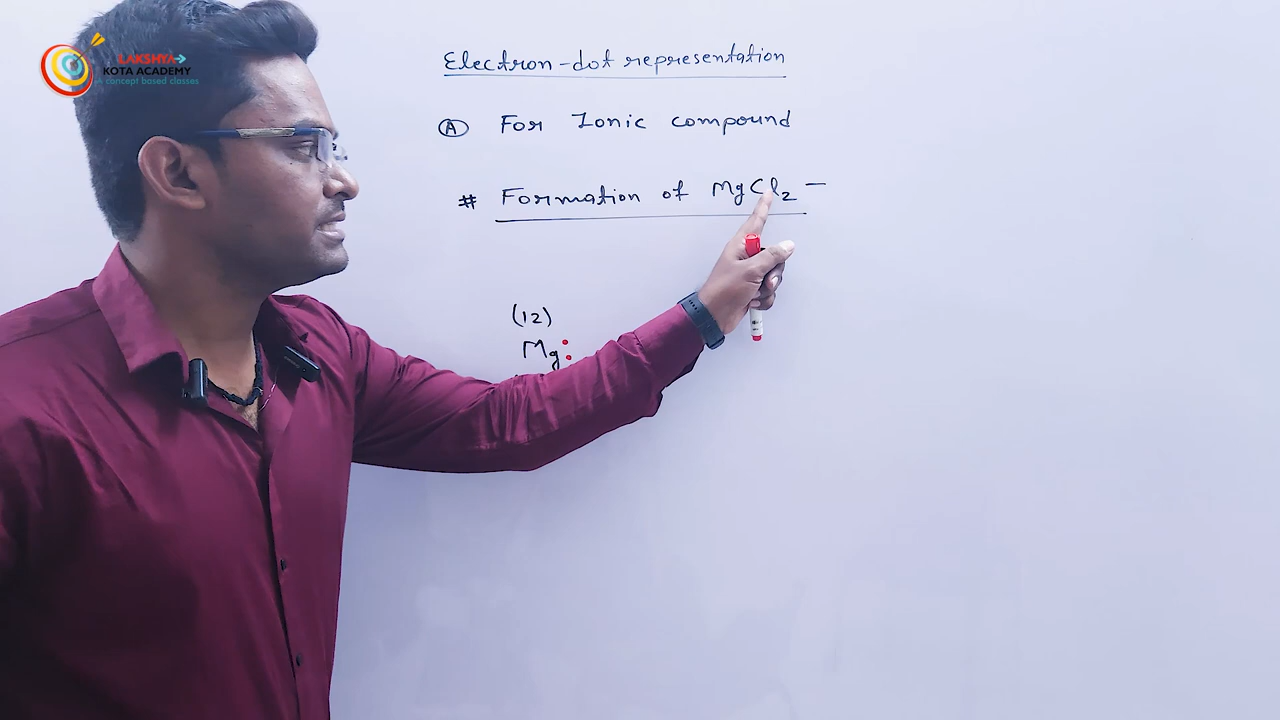 LAKSHYA
KOTA ACADEMY
A concept based classes
Electron-dot representation
(A) For Ionic compound
# Formation of MgCl2 –
(12)
Mg: